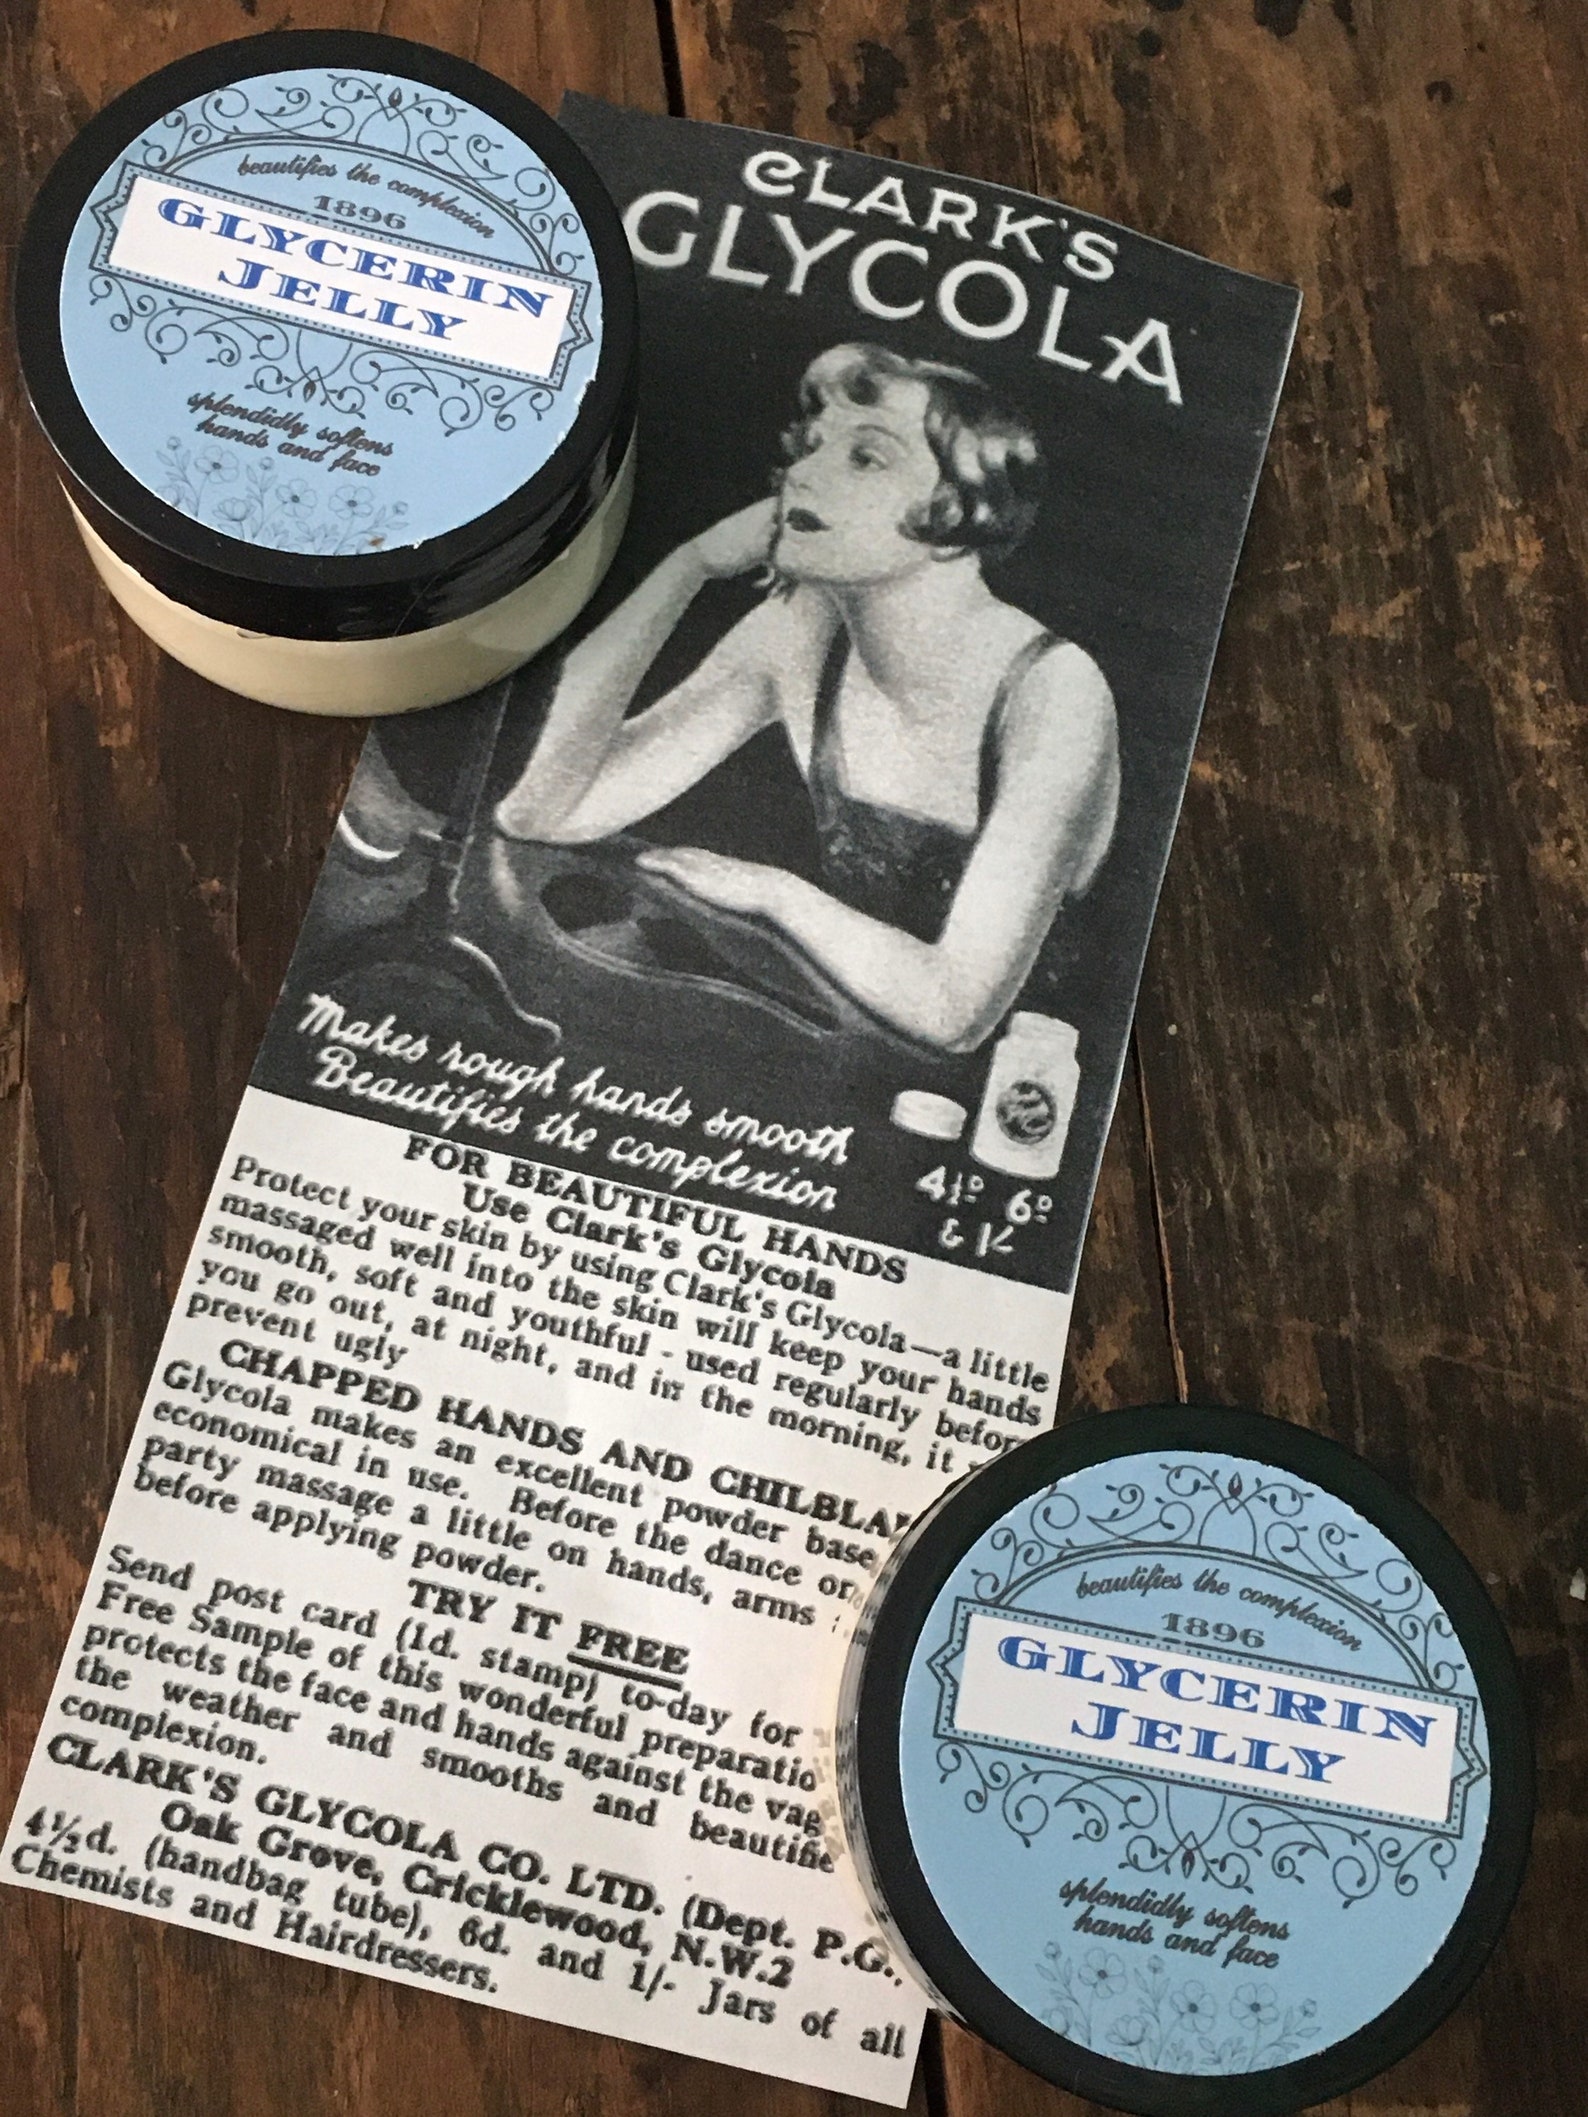 beautifies the complexion
1896
GLYCERIN
JELLY
splendidly softens
hands and face
CLARK'S
GLYCOLA
Makes rough hands smooth
Beautifies the complexion
4½D 6D
& 1/-
FOR BEAUTIFUL HANDS
Use Clark's Glycola
Protect your skin by using Clark's Glycola—a little
massaged well into the skin will keep your hands
smooth, soft and youthful - used regularly before
you go out, at night, and in the morning, it
prevent ugly
CHAPPED HANDS AND
Glycola makes an excellent powder base,
economical in use. Before the dance or
party massage a little on hands, arms
before applying powder.
TRY IT FREE
Send post card (1d. stamp) to-day for
Free Sample of this wonderful
protects the face and hands against the
the weather and smooths and
complexion.
CLARK'S GLYCOLA CO. LTD. (Dept. P.G.,
Oak Grove, Cricklewood, N.W.2
4½d. (handbag tube), 6d. and 1/- Jars of all
Chemists and Hairdressers.
beautifies the complexion
1896
GLYCERIN
JELLY
splendidly softens
hands and face